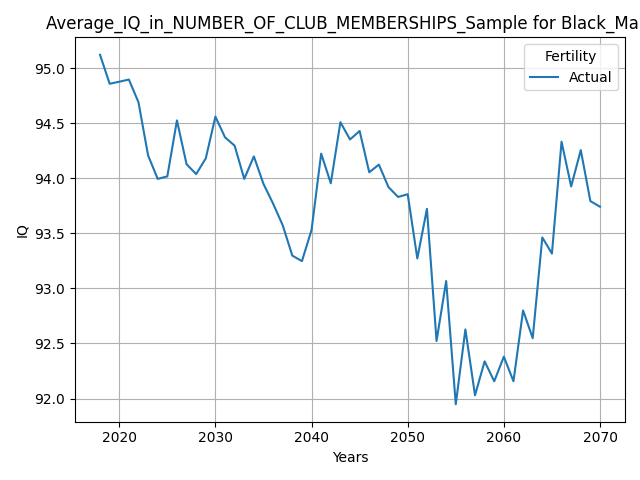 Average_IQ_in_NUMBER_OF_CLUB_MEMBERSHIPS_Sample for Black_Ma
Fertility
Actual
95.0
94.5
94.0
93.5
93.0
92.5
92.0
IQ
2020 2030 2040 2050 2060 2070
Years